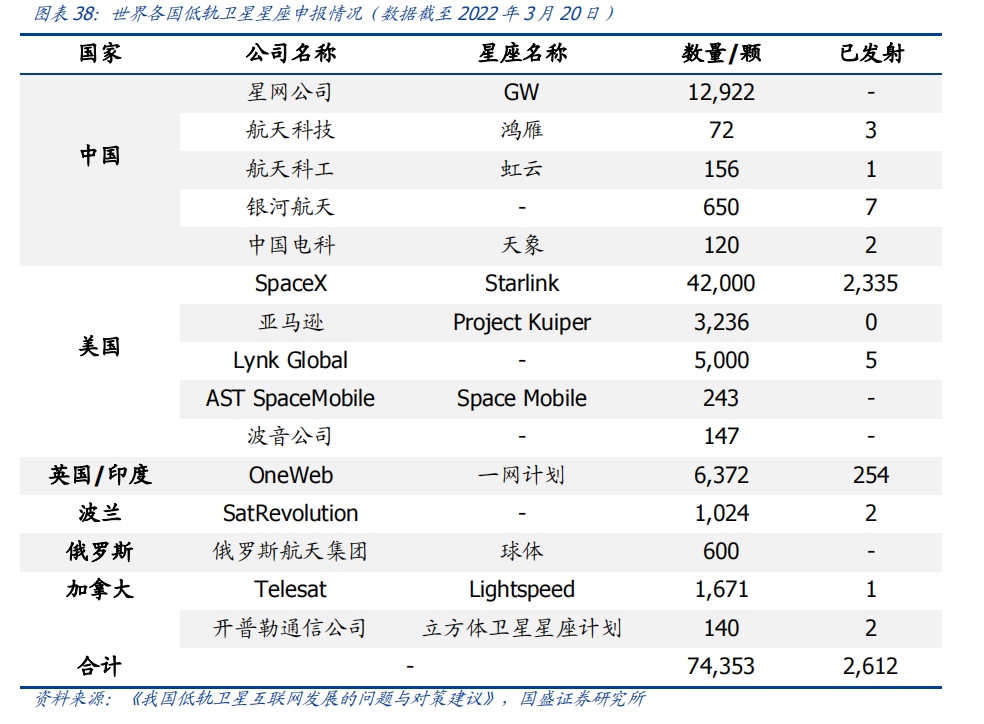 图表 38：世界各国低轨卫星星座申报情况（数据截至 2022 年 3 月 20 日）
国家 公司名称 星座名称 数量/颗 已发射
中国 星网公司 GW 12,922 -
航天科技 鸿雁 72 3
航天科工 虹云 156 1
银河航天 - 650 7
中国电科 天象 120 2
美国 SpaceX Starlink 42,000 2,335
亚马逊 Project Kuiper 3,236 0
Lynk Global - 5,000 5
AST SpaceMobile Space Mobile 243 -
波音公司 - 147 -
英国/印度 OneWeb 一网计划 6,372 254
波兰 SatRevolution - 1,024 2
俄罗斯 俄罗斯航天集团 球体 600 -
加拿大 Telesat Lightspeed 1,671 1
开普勒通信公司 立方体卫星星座计划 140 2
合计 - 74,353 2,612
资料来源：《我国低轨卫星互联网发展的问题与对策建议》，国盛证券研究所